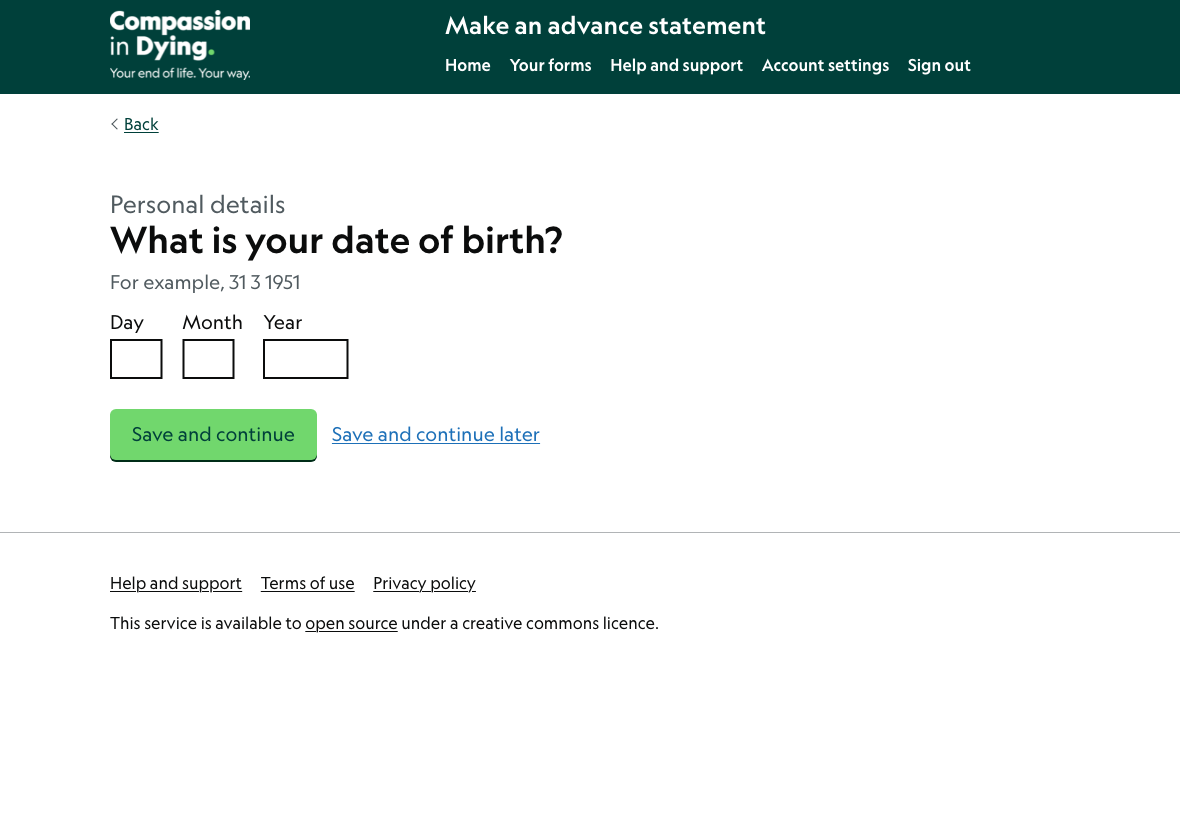 Compassion
in Dying.
Your end of life. Your way.
Make an advance statement
Home Your forms Help and support Account settings Sign out
Back
Personal details
What is your date of birth?
For example, 31 3 1951
Day Month Year
Save and continue Save and continue later
Help and support Terms of use Privacy policy
This service is available to open source under a creative commons licence.